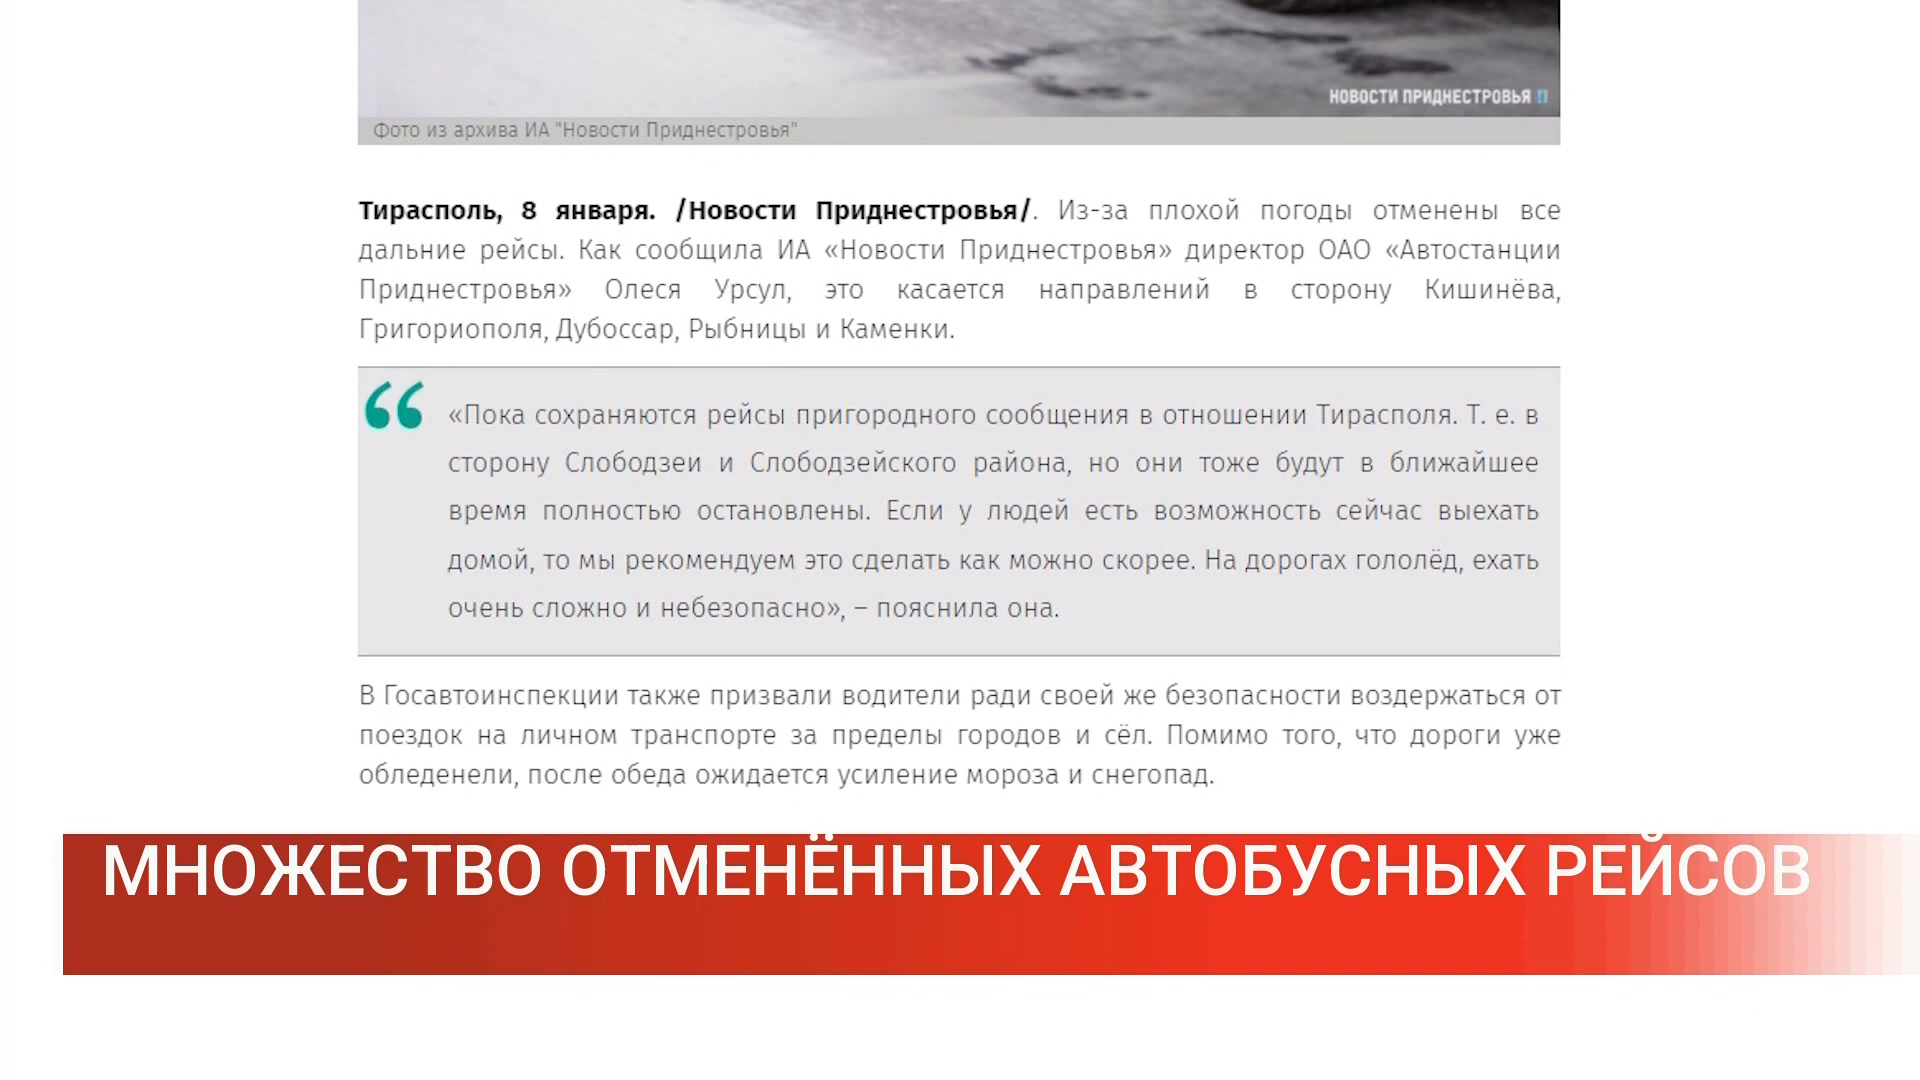 НОВОСТИ ПРИДНЕСТРОВЬЯ
Фото из архива ИА "Новости Приднестровья"
Тирасполь, 8 января. /Новости Приднестровья/. Из-за плохой погоды отменены все
дальние рейсы. Как сообщила ИА «Новости Приднестровья» директор ОАО «Автостанции
Приднестровья» Олеся Урсул, это касается направлений в сторону Кишинёва,
Григориополя, Дубоссар, Рыбницы и Каменки.
«Пока сохраняются рейсы пригородного сообщения в отношении Тирасполя. Т. е. в
сторону Слободзеи и Слободзейского района, но они тоже будут в ближайшее
время полностью остановлены. Если у людей есть возможность сейчас выехать
домой, то мы рекомендуем это сделать как можно скорее. На дорогах гололёд, ехать
очень сложно и небезопасно», – пояснила она.
В Госавтоинспекции также призвали водители ради своей же безопасности воздержаться от
поездок на личном транспорте за пределы городов и сёл. Помимо того, что дороги уже
обледенели, после обеда ожидается усиление мороза и снегопад.
МНОЖЕСТВО ОТМЕНЁННЫХ АВТОБУСНЫХ РЕЙСОВ